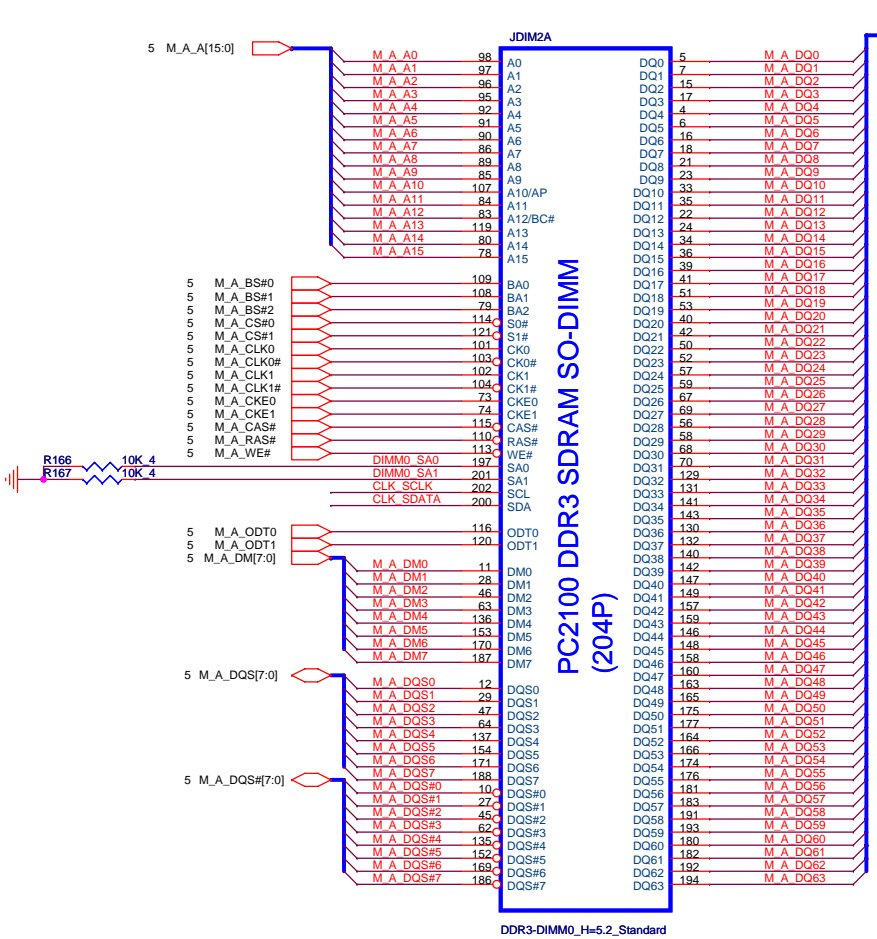 JDIM2A
5 M_A_A[15:0]
M_A_A0 98 A0 DQ0 5 M_A_DQ0
M_A_A1 97 A1 DQ1 7 M_A_DQ1
M_A_A2 96 A2 DQ2 15 M_A_DQ2
M_A_A3 95 A3 DQ3 17 M_A_DQ3
M_A_A4 92 A4 DQ4 4 M_A_DQ4
M_A_A5 91 A5 DQ5 6 M_A_DQ5
M_A_A6 90 A6 DQ6 16 M_A_DQ6
M_A_A7 86 A7 DQ7 18 M_A_DQ7
M_A_A8 89 A8 DQ8 21 M_A_DQ8
M_A_A9 85 A9 DQ9 23 M_A_DQ9
M_A_A10 107 A10/AP DQ10 33 M_A_DQ10
M_A_A11 84 A11 DQ11 35 M_A_DQ11
M_A_A12 83 A12/BC# DQ12 22 M_A_DQ12
M_A_A13 119 A13 DQ13 24 M_A_DQ13
M_A_A14 80 A14 DQ14 34 M_A_DQ14
M_A_A15 78 A15 DQ15 36 M_A_DQ15
DQ16 39 M_A_DQ16
5 M_A_BS#0 109 BA0 DQ17 41 M_A_DQ17
5 M_A_BS#1 108 BA1 DQ18 51 M_A_DQ18
5 M_A_BS#2 79 BA2 DQ19 53 M_A_DQ19
5 M_A_CS#0 114 S0# DQ20 40 M_A_DQ20
5 M_A_CS#1 121 S1# DQ21 42 M_A_DQ21
5 M_A_CLK0 101 CK0 DQ22 50 M_A_DQ22
5 M_A_CLK0# 103 CK0# DQ23 52 M_A_DQ23
5 M_A_CLK1 102 CK1 DQ24 57 M_A_DQ24
5 M_A_CLK1# 104 CK1# DQ25 59 M_A_DQ25
5 M_A_CKE0 73 CKE0 DQ26 67 M_A_DQ26
5 M_A_CKE1 74 CKE1 DQ27 69 M_A_DQ27
5 M_A_CAS# 115 CAS# DQ28 56 M_A_DQ28
5 M_A_RAS# 110 RAS# DQ29 58 M_A_DQ29
5 M_A_WE# 113 WE# DQ30 68 M_A_DQ30
R166 10K_4 DIMM0_SA0 197 SA0 DQ31 70 M_A_DQ31
R167 10K_4 DIMM0_SA1 201 SA1 DQ32 129 M_A_DQ32
CLK_SCLK 202 SCL DQ33 131 M_A_DQ33
CLK_SDATA 200 SDA DQ34 141 M_A_DQ34
DQ35 143 M_A_DQ35
5 M_A_ODT0 116 ODT0 DQ36 130 M_A_DQ36
5 M_A_ODT1 120 ODT1 DQ37 132 M_A_DQ37
5 M_A_DM[7:0] DQ38 140 M_A_DQ38
M_A_DM0 11 DM0 DQ39 142 M_A_DQ39
M_A_DM1 28 DM1 DQ40 147 M_A_DQ40
M_A_DM2 46 DM2 DQ41 149 M_A_DQ41
M_A_DM3 63 DM3 DQ42 157 M_A_DQ42
M_A_DM4 136 DM4 DQ43 159 M_A_DQ43
M_A_DM5 153 DM5 DQ44 146 M_A_DQ44
M_A_DM6 170 DM6 DQ45 148 M_A_DQ45
M_A_DM7 187 DM7 DQ46 158 M_A_DQ46
5 M_A_DQS[7:0] DQ47 160 M_A_DQ47
M_A_DQS0 12 DQS0 DQ48 163 M_A_DQ48
M_A_DQS1 29 DQS1 DQ49 165 M_A_DQ49
M_A_DQS2 47 DQS2 DQ50 175 M_A_DQ50
M_A_DQS3 64 DQS3 DQ51 177 M_A_DQ51
M_A_DQS4 137 DQS4 DQ52 164 M_A_DQ52
M_A_DQS5 154 DQS5 DQ53 166 M_A_DQ53
M_A_DQS6 171 DQS6 DQ54 174 M_A_DQ54
M_A_DQS7 188 DQS7 DQ55 176 M_A_DQ55
5 M_A_DQS#[7:0] M_A_DQS#0 10 DQS#0 DQ56 181 M_A_DQ56
M_A_DQS#1 27 DQS#1 DQ57 183 M_A_DQ57
M_A_DQS#2 45 DQS#2 DQ58 191 M_A_DQ58
M_A_DQS#3 62 DQS#3 DQ59 193 M_A_DQ59
M_A_DQS#4 135 DQS#4 DQ60 180 M_A_DQ60
M_A_DQS#5 152 DQS#5 DQ61 182 M_A_DQ61
M_A_DQS#6 169 DQS#6 DQ62 192 M_A_DQ62
M_A_DQS#7 186 DQS#7 DQ63 194 M_A_DQ63
PC2100 DDR3 SDRAM SO-DIMM
(204P)
DDR3-DIMM0_H=5.2_Standard